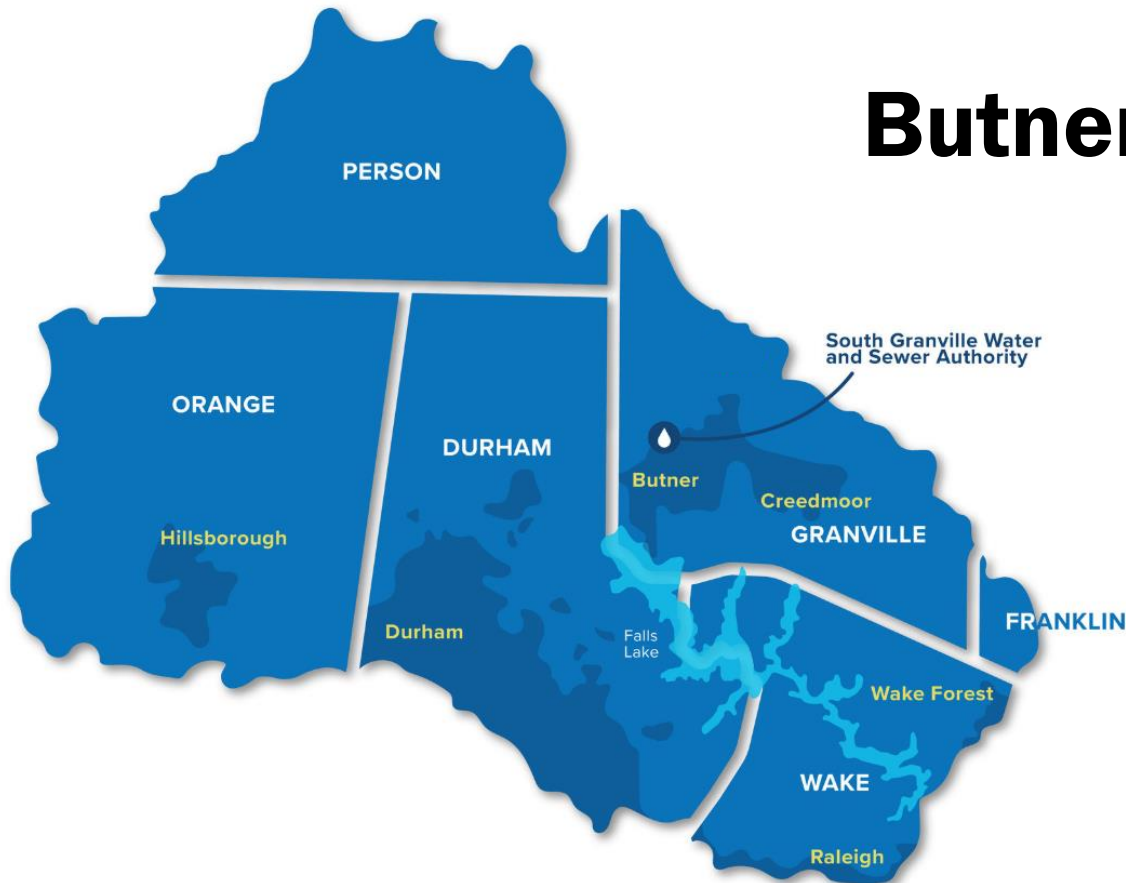 Butner
PERSON
South Granville Water
and Sewer Authority
ORANGE
DURHAM
Butner
Creedmoor
GRANVILLE
Hillsborough
FRANKLIN
Durham
Falls
Lake
Wake Forest
WAKE
Raleigh